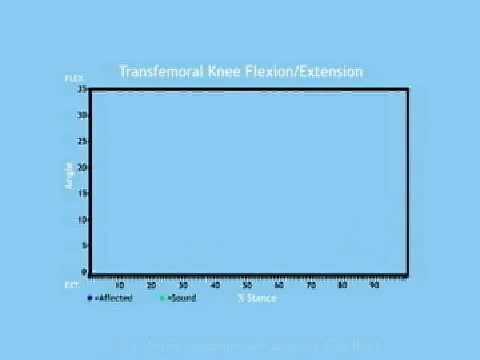 Transfemoral Knee Flexion/Extension
FLEX.
35
30
25
20
15
10
5
0
Angle
EXT.
10 20 30 40 50 60 70 80 90
=Affected =Sound % Stance